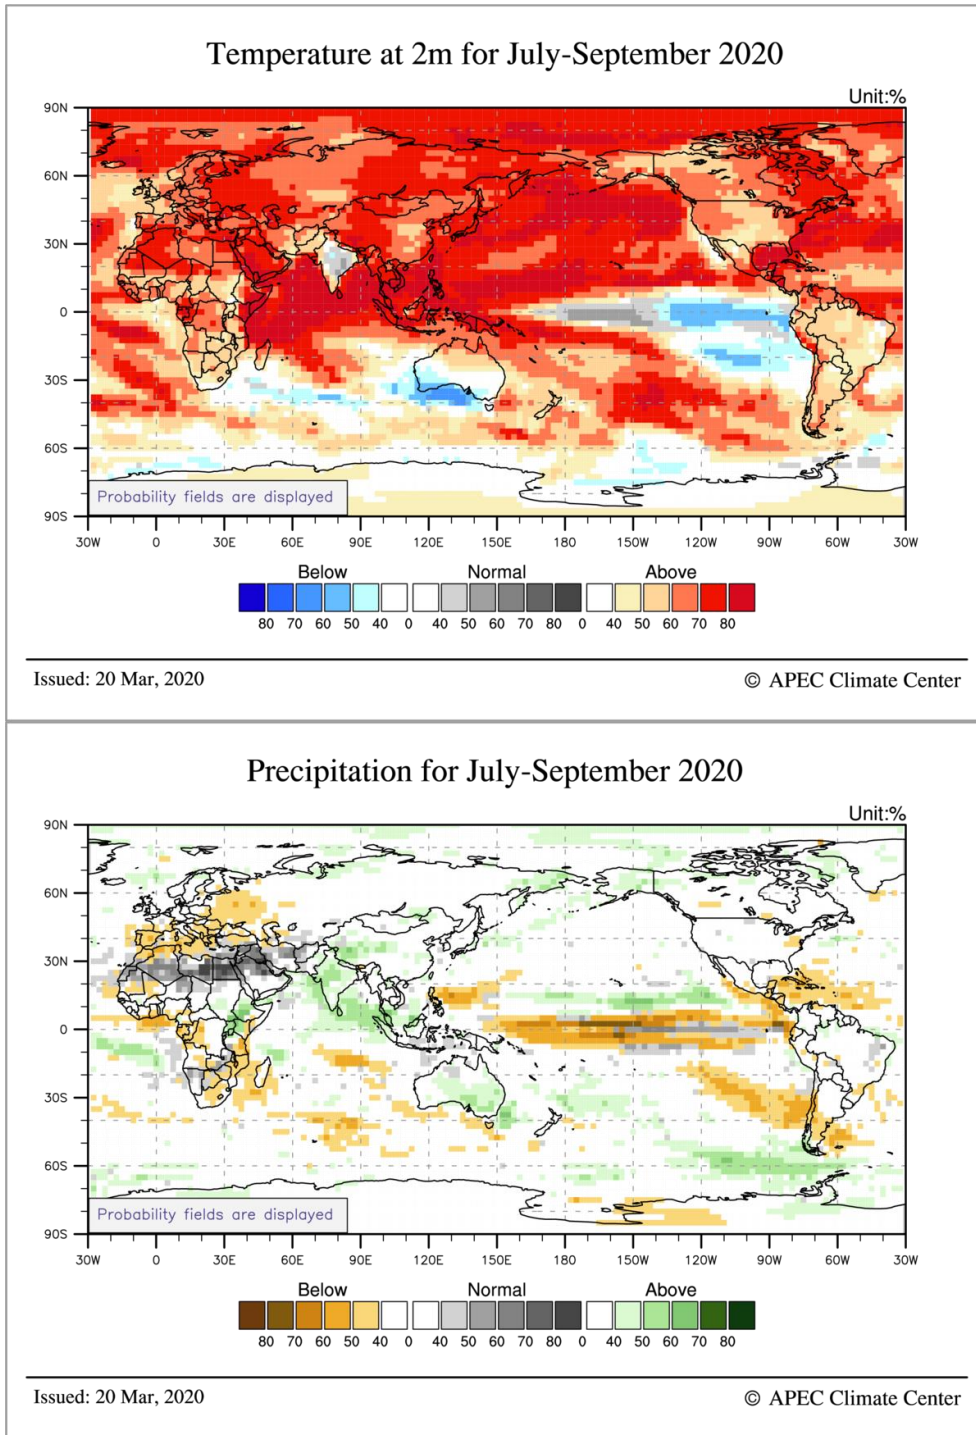 Temperature at 2m for July-September 2020
Unit:%
90N
60N
30N
0
30S
60S
90S
Probability fields are displayed
30W 0 30E 60E 90E 120E 150E 180 150W 120W 90W 60W 30W
Below Normal Above
80 70 60 50 40 0 40 50 60 70 80 0 40 50 60 70 80
Issued: 20 Mar, 2020 © APEC Climate Center
Precipitation for July-September 2020
Unit:%
90N
60N
30N
0
30S
60S
90S
Probability fields are displayed
30W 0 30E 60E 90E 120E 150E 180 150W 120W 90W 60W 30W
Below Normal Above
80 70 60 50 40 0 40 50 60 70 80 0 40 50 60 70 80
Issued: 20 Mar, 2020 © APEC Climate Center